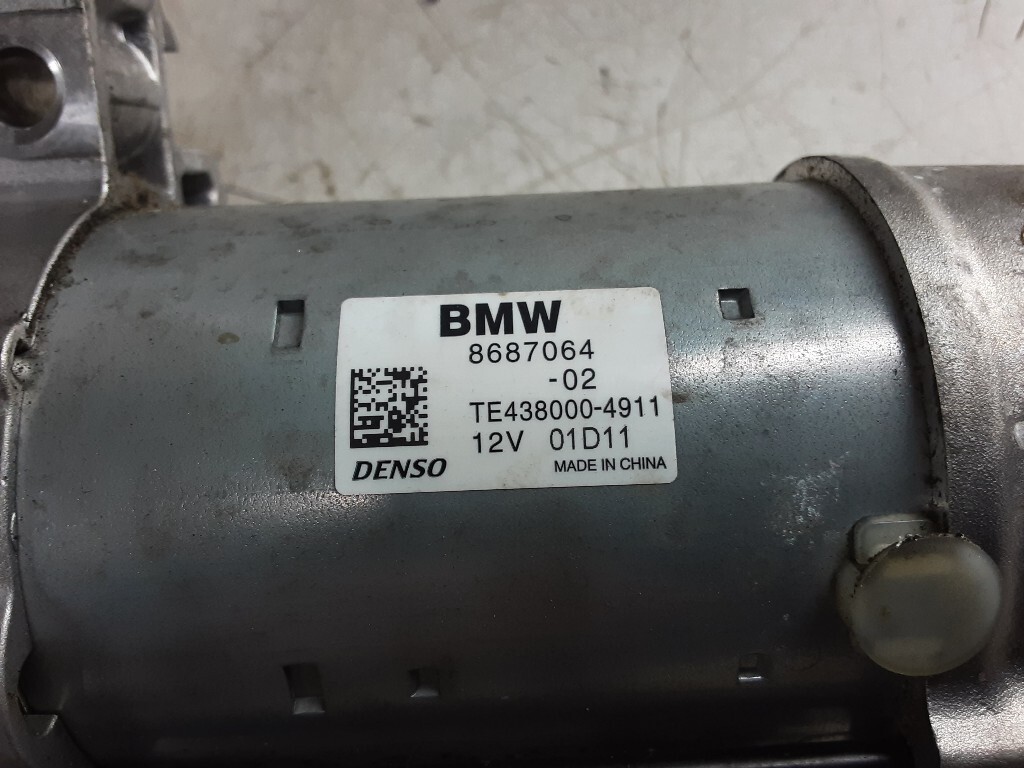 BMW
8687064
-02
TE438000-4911
12V 01D11
DENSO MADE IN CHINA